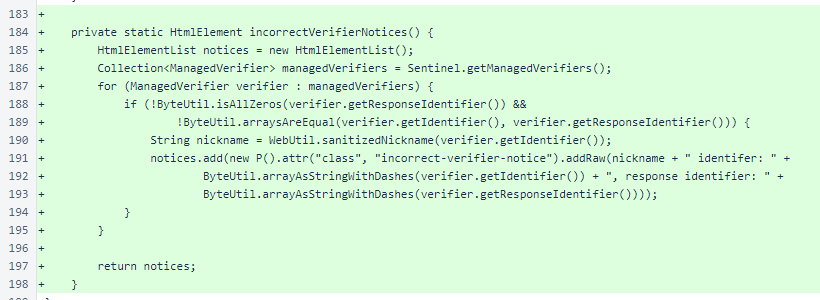 183 +
184 +    private static HtmlElement incorrectVerifierNotices() {
185 +        HtmlElementList notices = new HtmlElementList();
186 +        Collection<ManagedVerifier> managedVerifiers = Sentinel.getManagedVerifiers();
187 +        for (ManagedVerifier verifier : managedVerifiers) {
188 +            if (!ByteUtil.isAllZeros(verifier.getResponseIdentifier()) &&
189 +                    !ByteUtil.arraysAreEqual(verifier.getIdentifier(), verifier.getResponseIdentifier())) {
190 +                String nickname = WebUtil.sanitizedNickname(verifier.getIdentifier());
191 +                notices.add(new P().attr("class", "incorrect-verifier-notice").addRaw(nickname + " identifer: " +
192 +                        ByteUtil.arrayAsStringWithDashes(verifier.getIdentifier()) + ", response identifier: " +
193 +                        ByteUtil.arrayAsStringWithDashes(verifier.getResponseIdentifier())));
194 +            }
195 +        }
196 +
197 +        return notices;
198 +    }